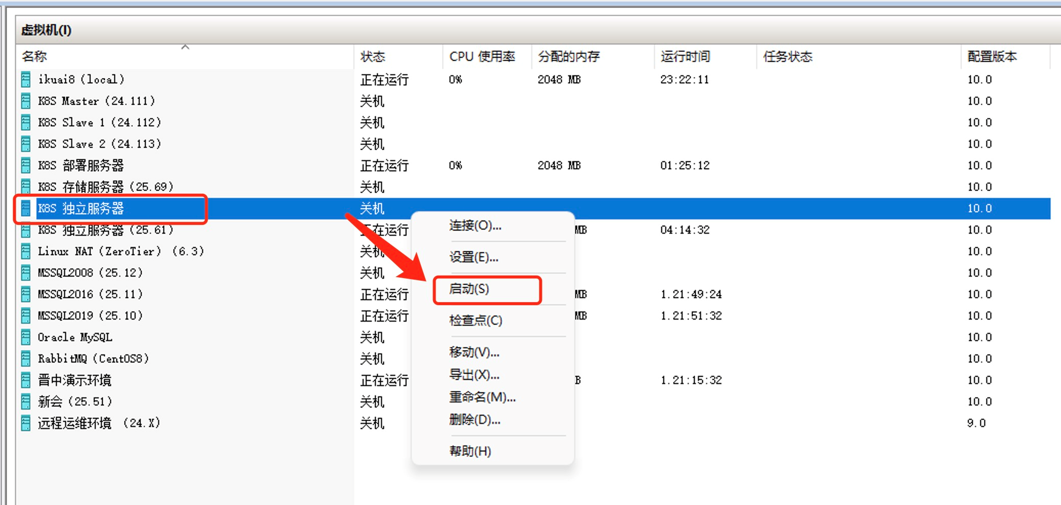 虚拟机(I)
名称 状态 CPU 使用率 分配的内存 运行时间 任务状态 配置版本
ikuai8 (local) 正在运行 0% 2048 MB 23:22:11 10.0
K8S Master (24.111) 关机 10.0
K8S Slave 1 (24.112) 关机 10.0
K8S Slave 2 (24.113) 关机 10.0
K8S 部署服务器 正在运行 0% 2048 MB 01:25:12 10.0
K8S 存储服务器 (25.69) 关机 10.0
K8S 独立服务器 关机 10.0
K8S 独立服务器 (25.61) 正在运行 MB 04:14:32 10.0
Linux NAT (ZeroTier) (6.3) 关机 10.0
MSSQL2008 (25.12) 关机 10.0
MSSQL2016 (25.11) 正在运行 MB 1.21:49:24 10.0
MSSQL2019 (25.10) 正在运行 MB 1.21:51:32 10.0
Oracle MySQL 关机 10.0
RabbitMQ (CentOS8) 关机 10.0
晋中演示环境 正在运行 B 1.21:15:32 10.0
新会 (25.51) 关机 10.0
远程运维环境 (24.X) 关机 9.0
连接(O)...
设置(E)...
启动(S)
检查点(C)
移动(V)...
导出(X)...
重命名(M)...
删除(D)...
帮助(H)